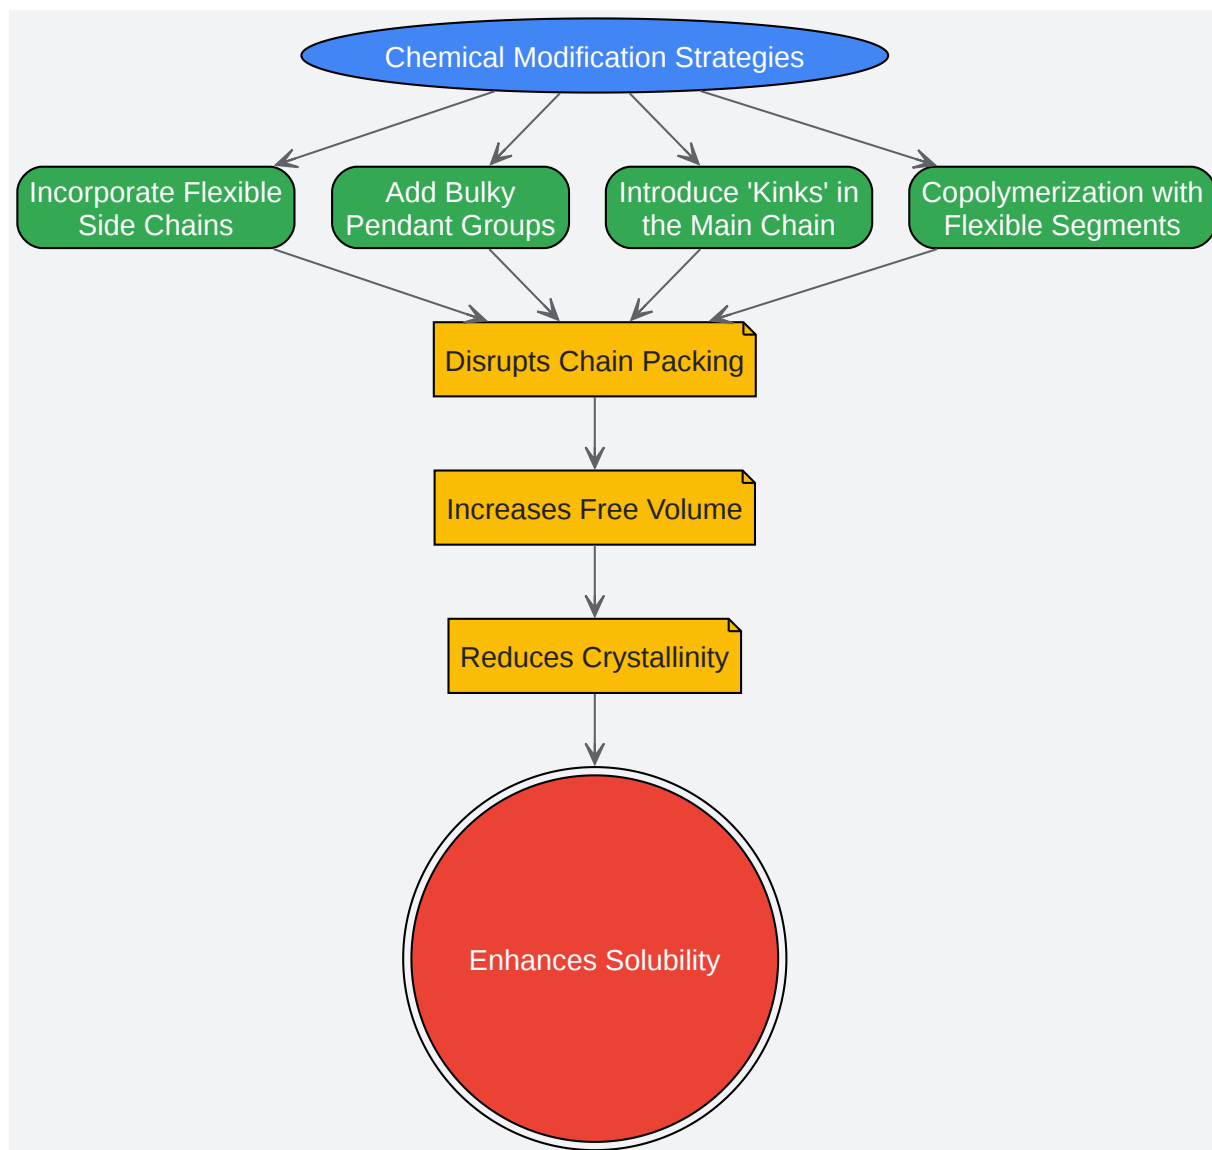 Chemical Modification Strategies
Incorporate Flexible
Side Chains
Add Bulky
Pendant Groups
Introduce 'Kinks' in
the Main Chain
Copolymerization with
Flexible Segments
Disrupts Chain Packing
Increases Free Volume
Reduces Crystallinity
Enhances Solubility